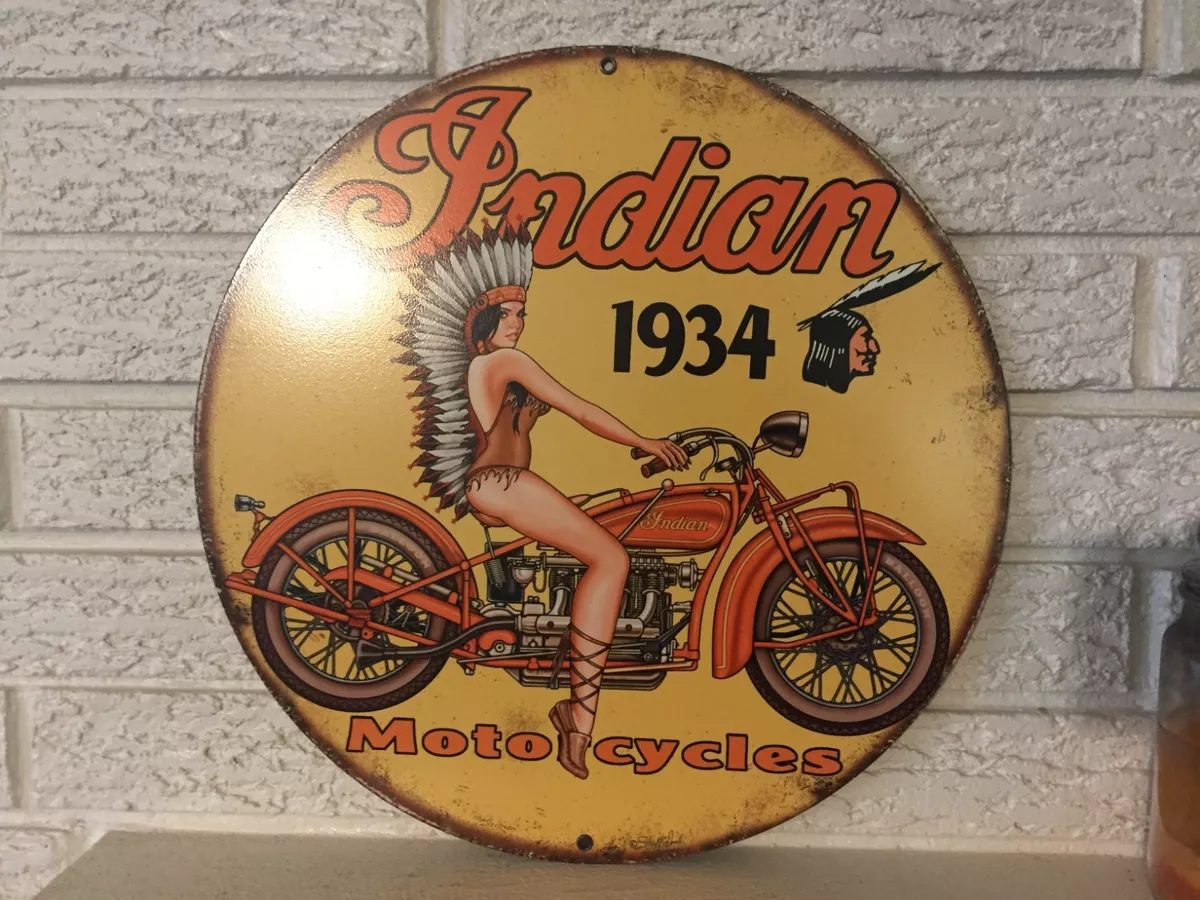 Indian
1934
Indian
Motorcycles